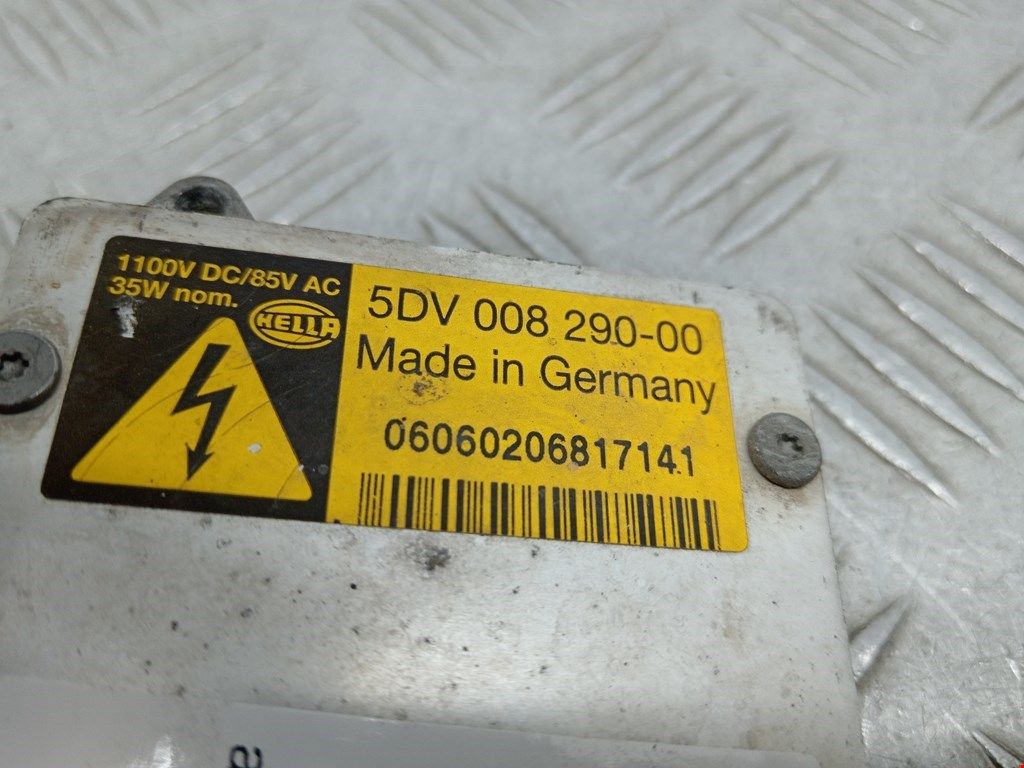 1100V DC/85V AC
35W nom.
HELLA
5DV 008 290-00
Made in Germany
06060206817141
e